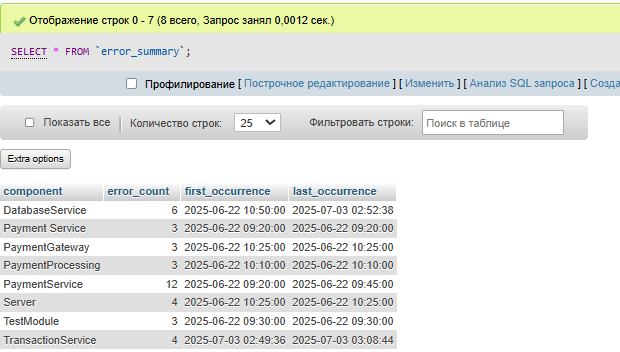 Отображение строк 0 - 7 (8 всего, Запрос занял 0,0012 сек.)
SELECT * FROM `error_summary`;
Профилирование [ Построчное редактирование ] [ Изменить ] [ Анализ SQL запроса ] [ Созда
Показать все | Количество строк: 25 Фильтровать строки: Поиск в таблице
Extra options
component error_count first_occurrence last_occurrence
DatabaseService 6 2025-06-22 10:50:00 2025-07-03 02:52:38
Payment Service 3 2025-06-22 09:20:00 2025-06-22 09:20:00
PaymentGateway 3 2025-06-22 10:25:00 2025-06-22 10:25:00
PaymentProcessing 3 2025-06-22 10:10:00 2025-06-22 10:10:00
PaymentService 12 2025-06-22 09:20:00 2025-06-22 09:45:00
Server 4 2025-06-22 10:25:00 2025-06-22 10:25:00
TestModule 3 2025-06-22 09:30:00 2025-06-22 09:30:00
TransactionService 4 2025-07-03 02:49:36 2025-07-03 03:08:44